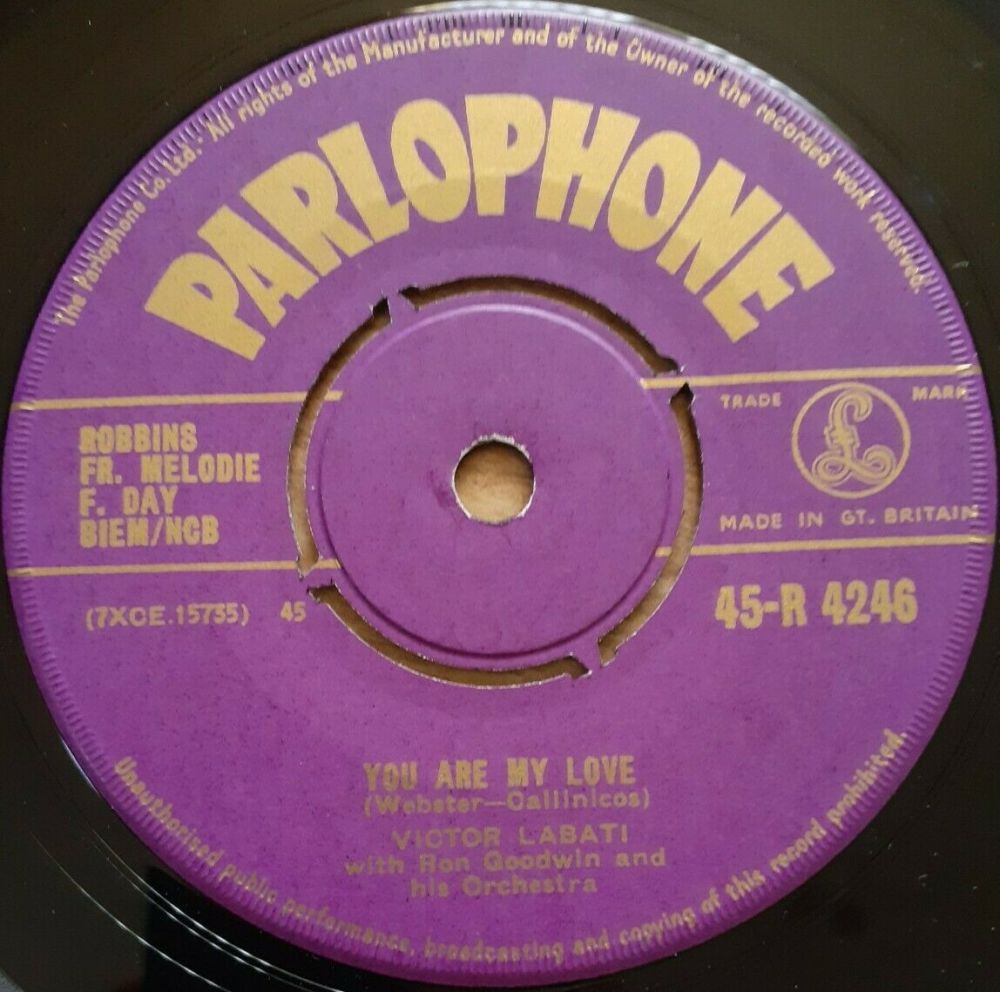 The Parlophone Co. Ltd.· All rights of the Manufacturer and of the Owner of the recorded work reserved.
PARLOPHONE
ROBBINS
FR. MELODIE
F. DAY
BIEM/NCB
TRADE £ MARK
MADE IN GT. BRITAIN
(7XCE.15735) 45
45-R 4246
YOU ARE MY LOVE
(Webster—Callinicos)
VICTOR LABATI
with Ron Goodwin and
his Orchestra
Unauthorised public performance, broadcasting and copying of this record prohibited.